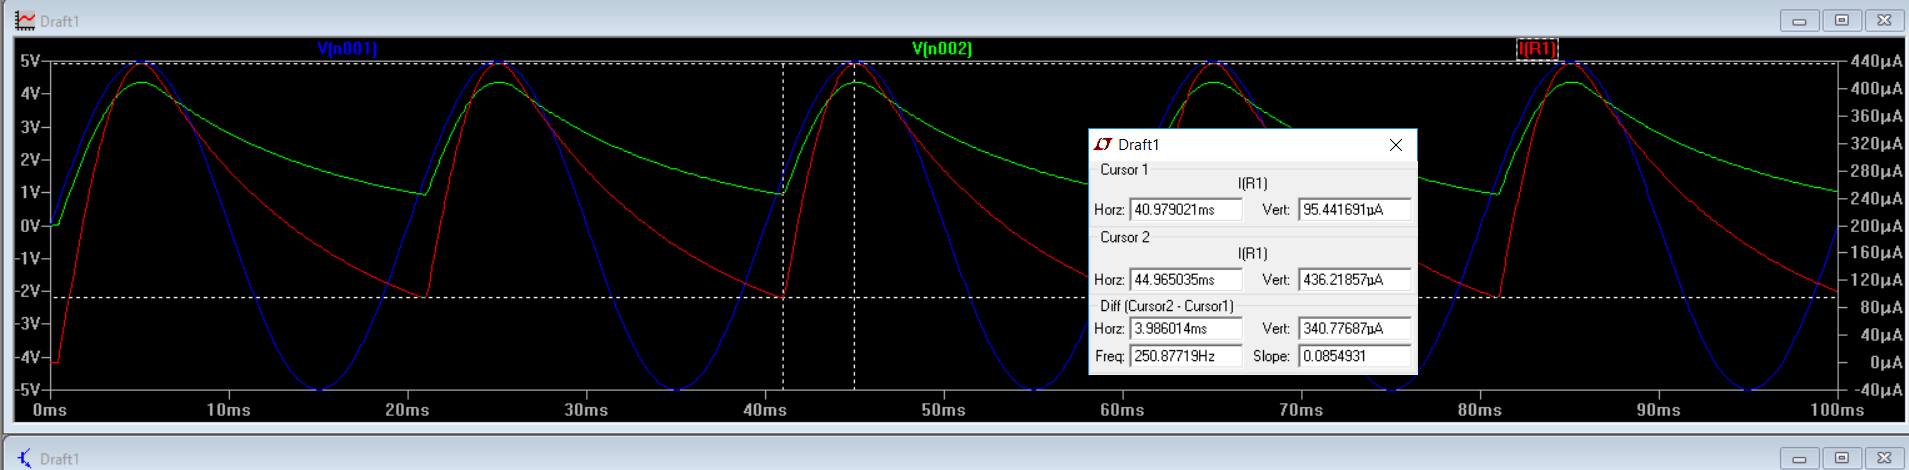 Draft1
V(n001) V(n002) I(R1)
5V 440µA
4V 400µA
3V 360µA
2V 320µA
1V 280µA
0V 240µA
-1V 200µA
-2V 160µA
-3V 120µA
-4V 80µA
-5V 40µA
0µA
-40µA
0ms 10ms 20ms 30ms 40ms 50ms 60ms 70ms 80ms 90ms 100ms
Draft1
Cursor 1
I(R1)
Horz: 40.979021ms Vert: 95.441691µA
Cursor 2
I(R1)
Horz: 44.965035ms Vert: 436.21857µA
Diff (Cursor2 - Cursor1)
Horz: 3.986014ms Vert: 340.77687µA
Freq: 250.87719Hz Slope: 0.0854931
Draft1